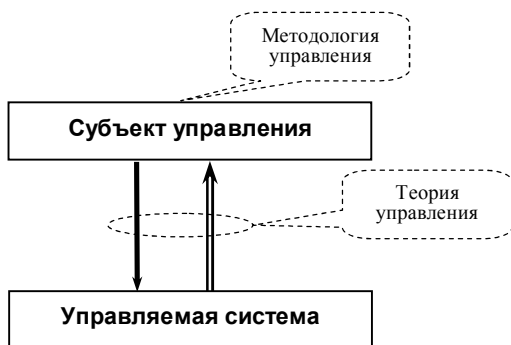 Методология
управления
Субъект управления
Теория
управления
Управляемая система